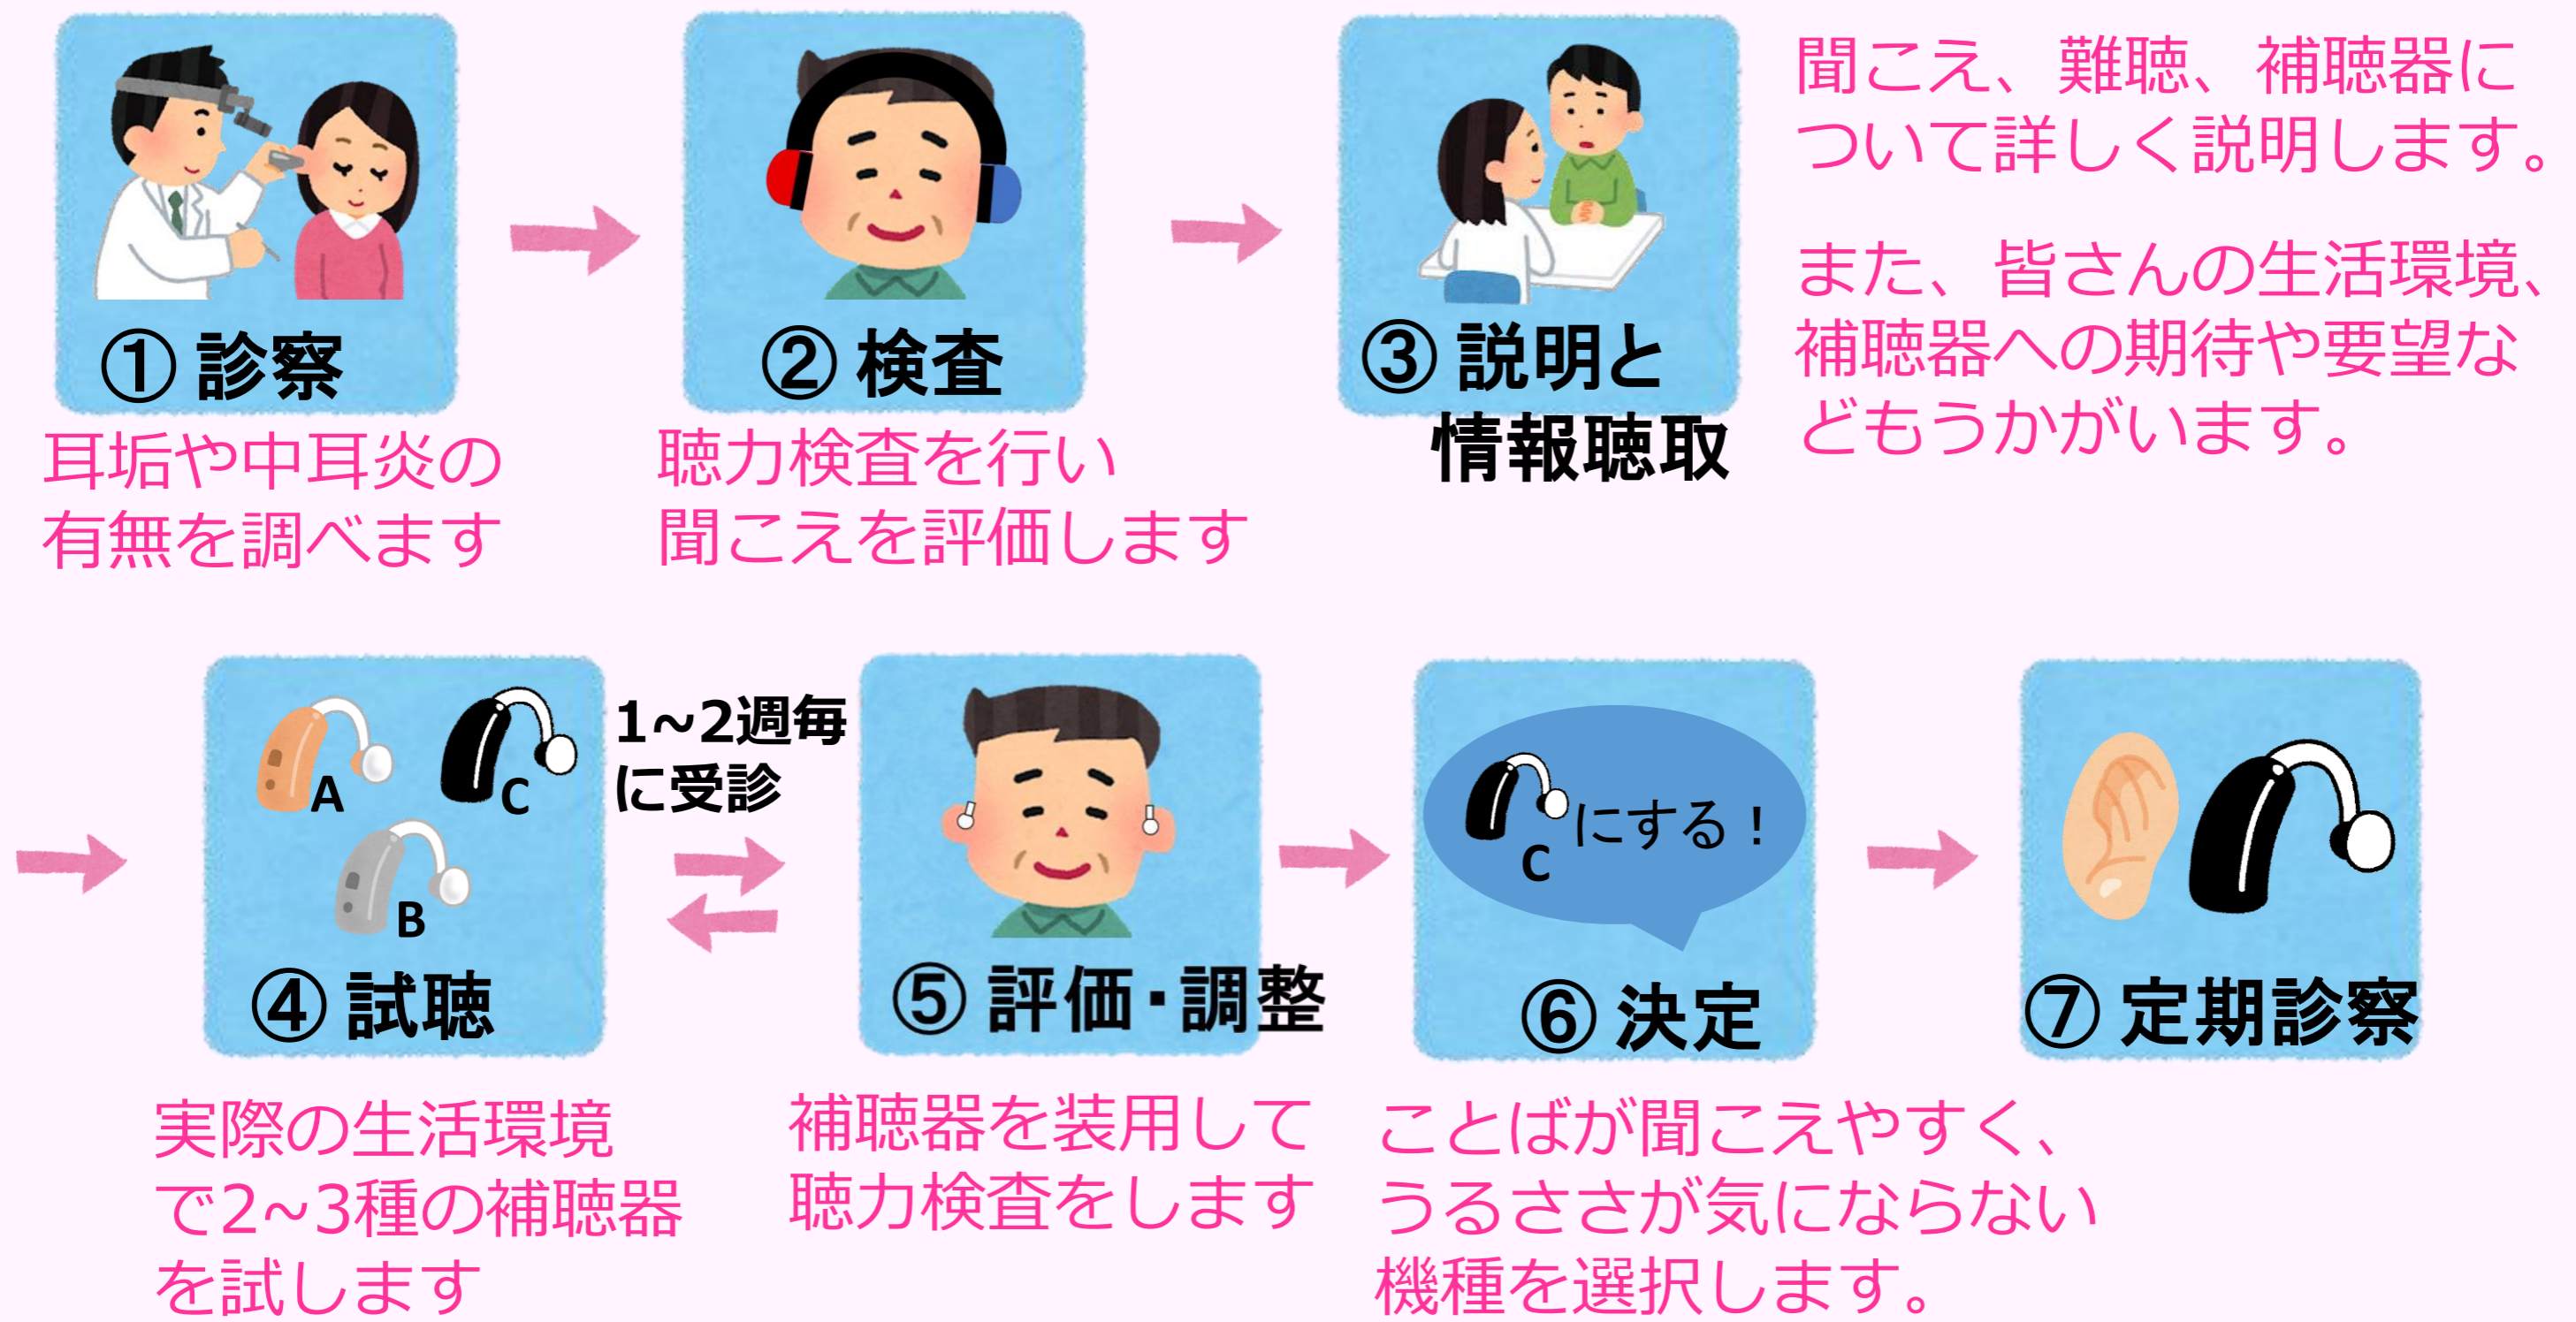 ① 診察
耳垢や中耳炎の
有無を調べます
② 検査
聴力検査を行い
聞こえを評価します
③ 説明と
情報聴取
聞こえ、難聴、補聴器に
ついて詳しく説明します。
また、皆さんの生活環境、
補聴器への期待や要望な
どもうかがいます。
A
C
B
④ 試聴
実際の生活環境
で2~3種の補聴器
を試します
1~2週毎
に受診
⑤ 評価・調整
補聴器を装用して
聴力検査をします
C にする！
⑥ 決定
ことばが聞こえやすく、
うるささが気にならない
機種を選択します。
⑦ 定期診察